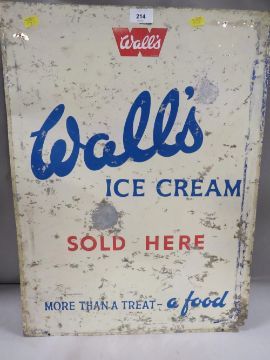 214
Wall's
Wall's
ICE CREAM
SOLD HERE
MORE THAN A TREAT - a food